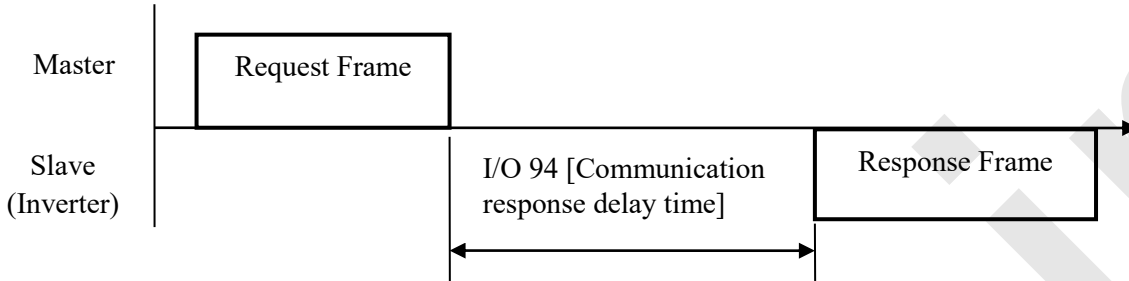 Master
Request Frame
Slave
(Inverter)
I/O 94 [Communication
response delay time]
Response Frame